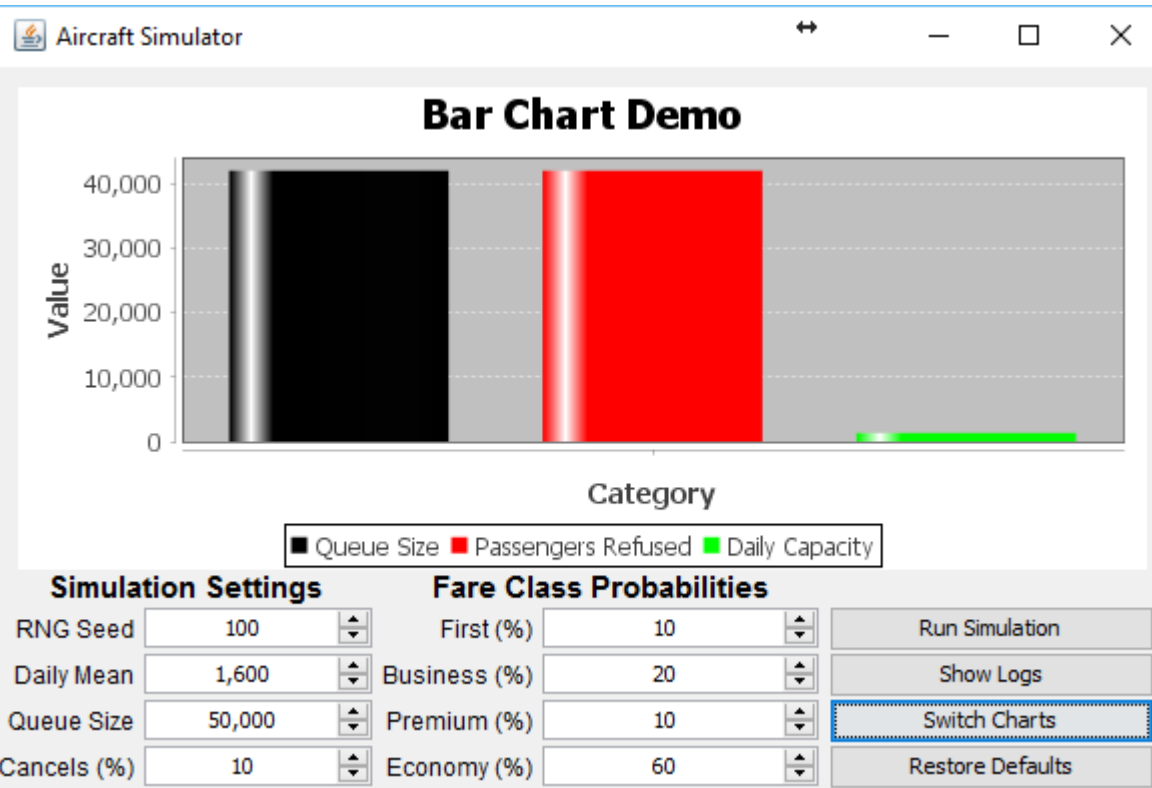 Aircraft Simulator
Bar Chart Demo
40,000
30,000
20,000
10,000
0
Value
Category
Queue Size Passengers Refused Daily Capacity
Simulation Settings Fare Class Probabilities
RNG Seed 100 First (%) 10 Run Simulation
Daily Mean 1,600 Business (%) 20 Show Logs
Queue Size 50,000 Premium (%) 10 Switch Charts
Cancels (%) 10 Economy (%) 60 Restore Defaults